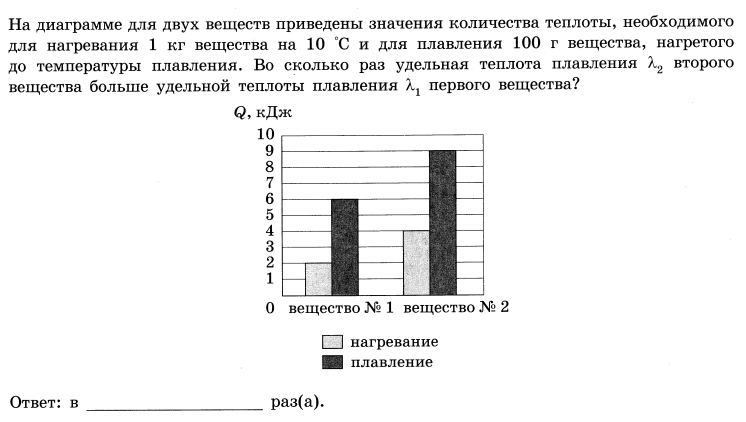 На диаграмме для двух веществ приведены значения количества теплоты, необходимого
для нагревания 1 кг вещества на 10 °С и для плавления 100 г вещества, нагретого
до температуры плавления. Во сколько раз удельная теплота плавления λ₂ второго
вещества больше удельной теплоты плавления λ₁ первого вещества?
Q, кДж
10
9
8
7
6
5
4
3
2
1
0 вещество № 1 вещество № 2
нагревание
плавление
Ответ: в ____________________ раз(а).